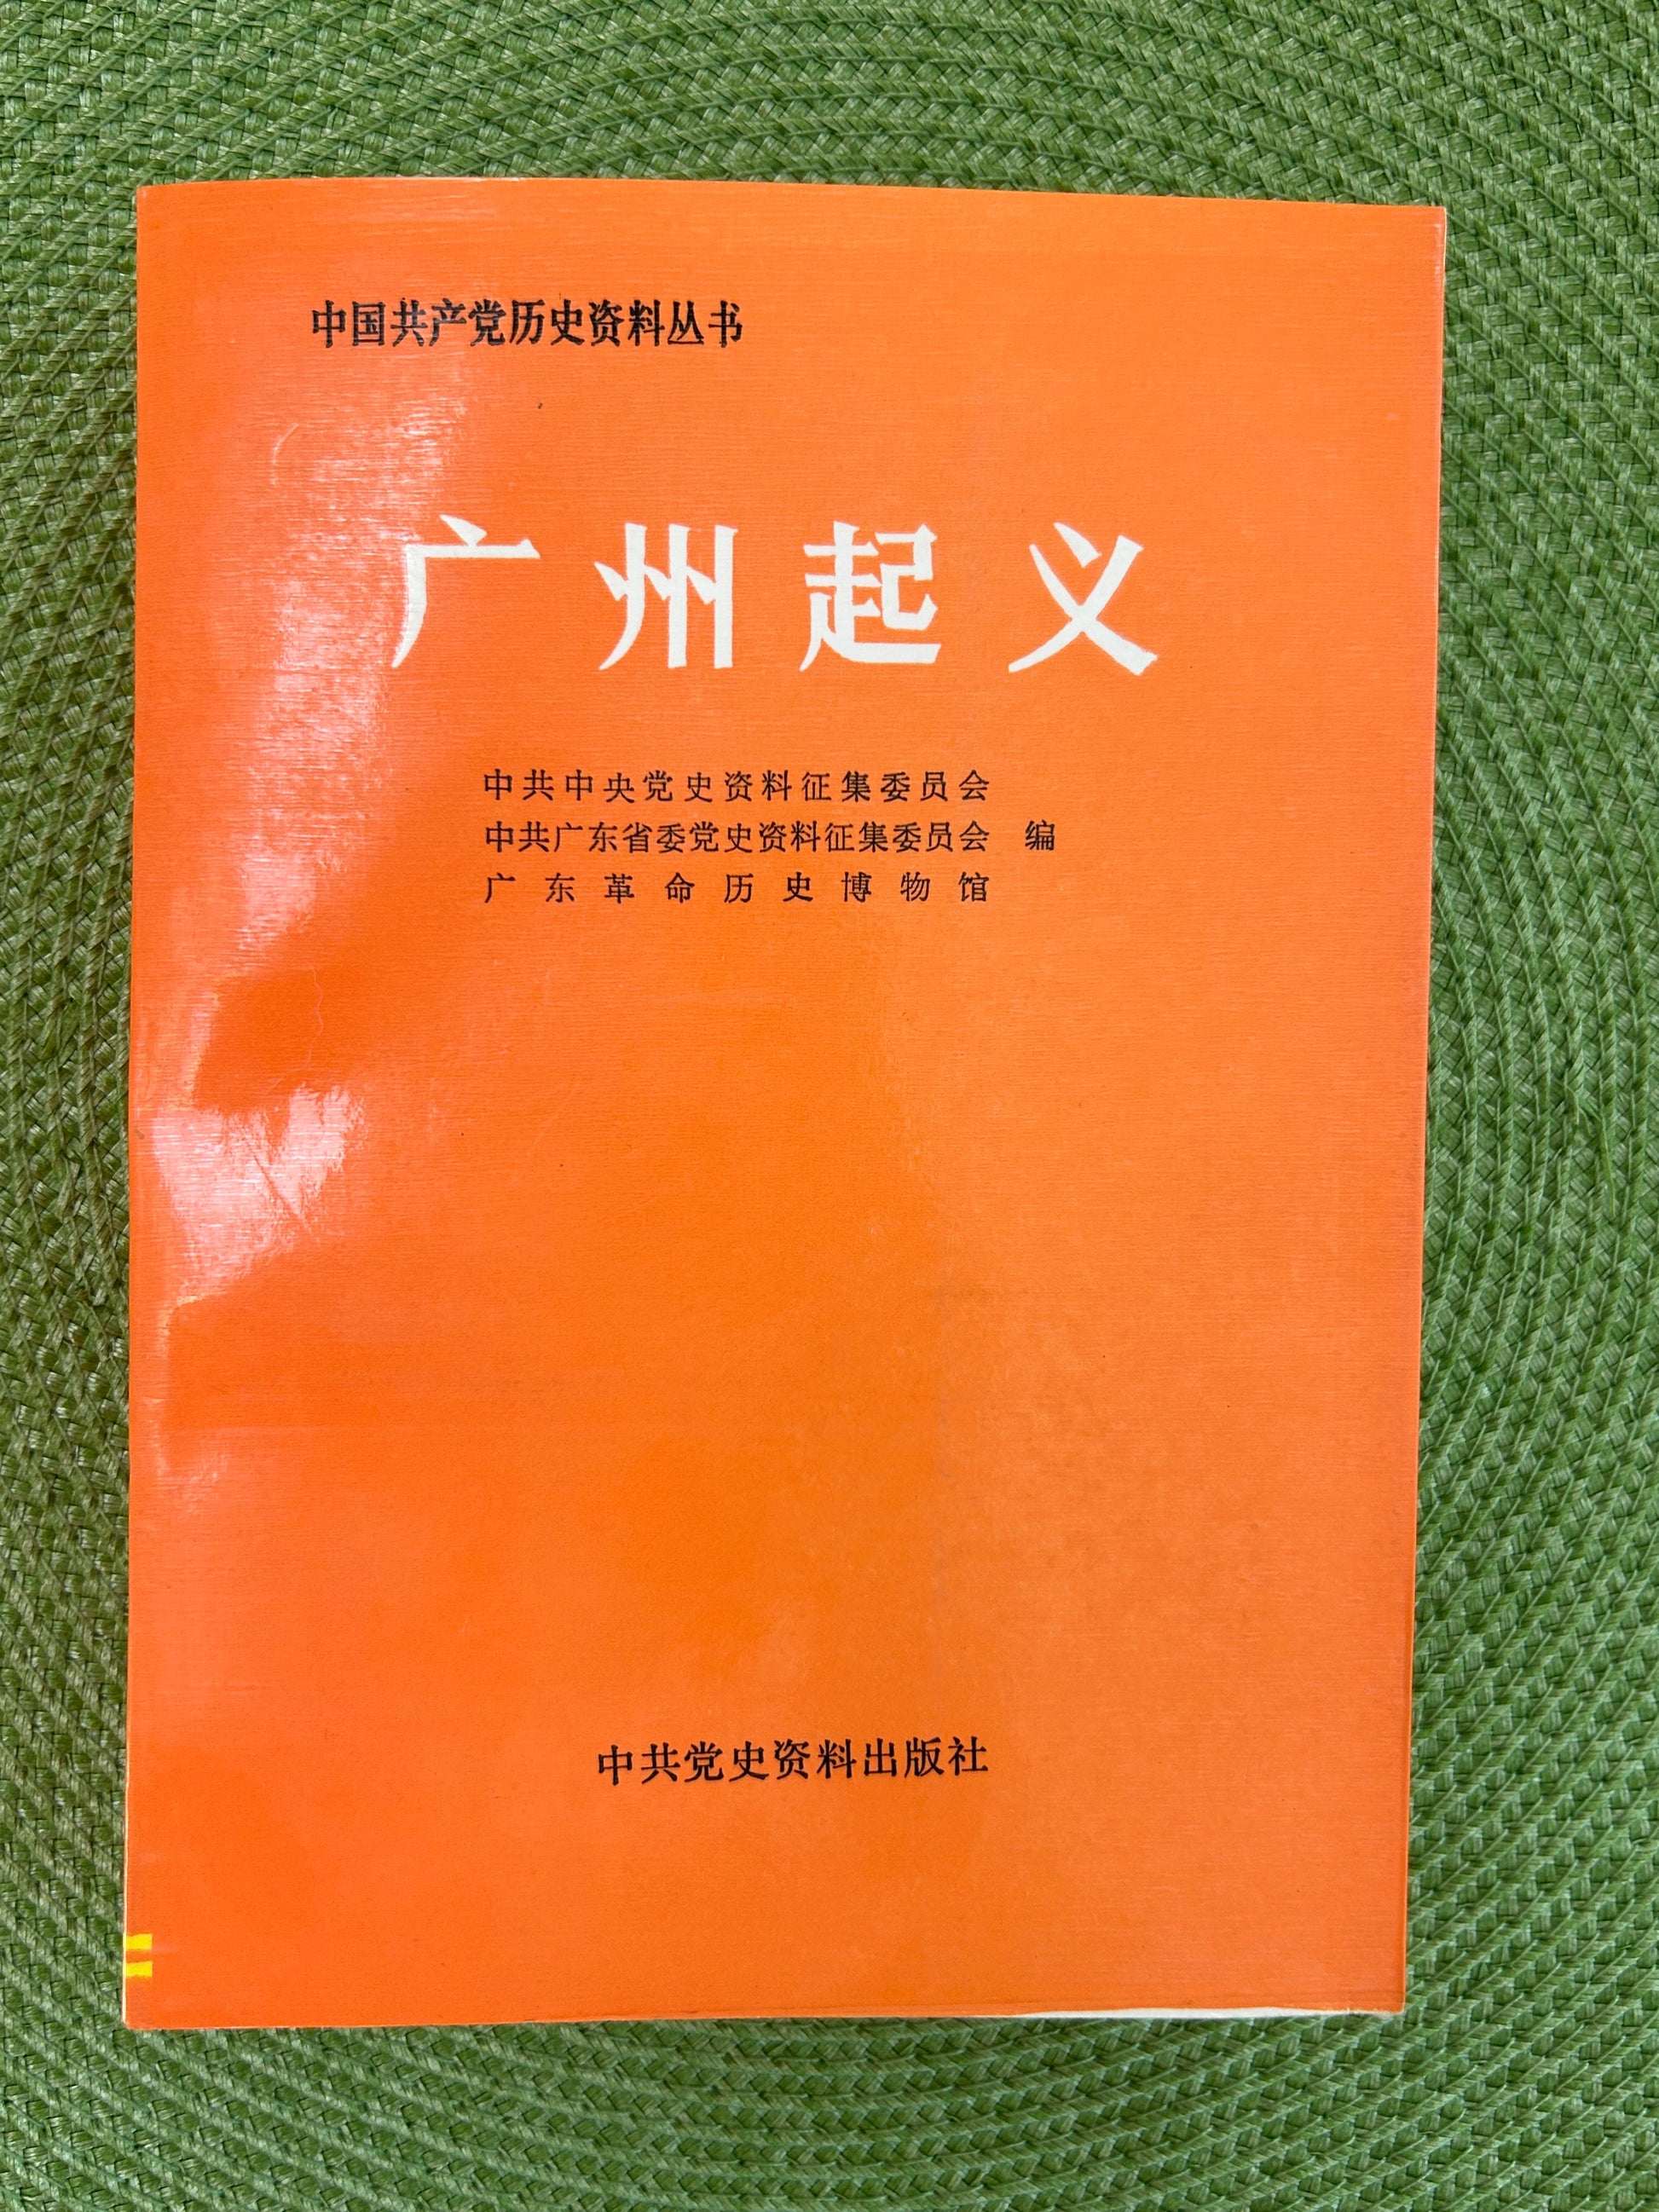 中国共产党历史资料丛书
广州起义
中共中央党史资料征集委员会
中共广东省委党史资料征集委员会 编
广东革命历史博物馆
中共党史资料出版社